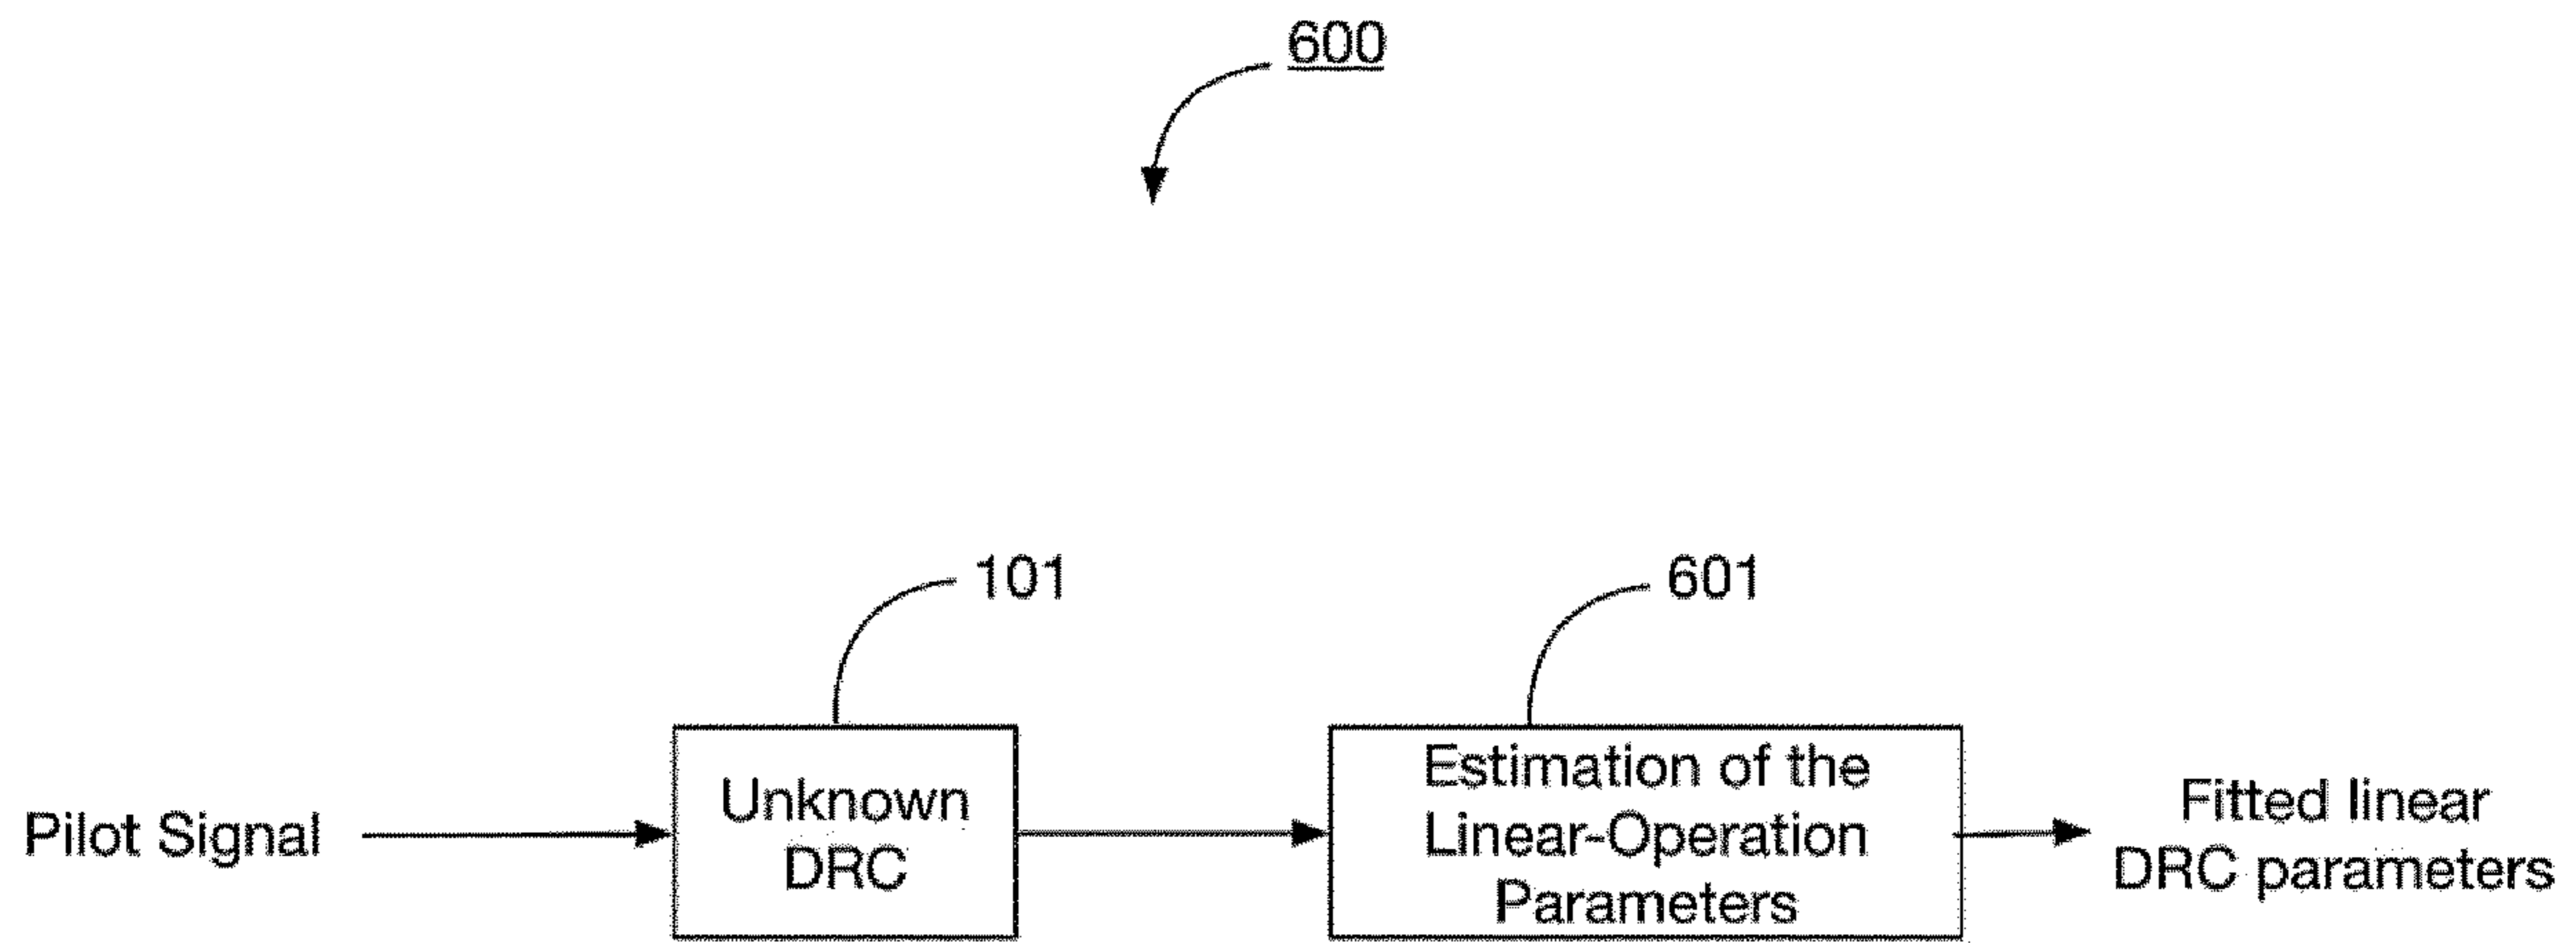 600
101
601
Pilot Signal
Unknown
DRC
Estimation of the
Linear-Operation
Parameters
Fitted linear
DRC parameters